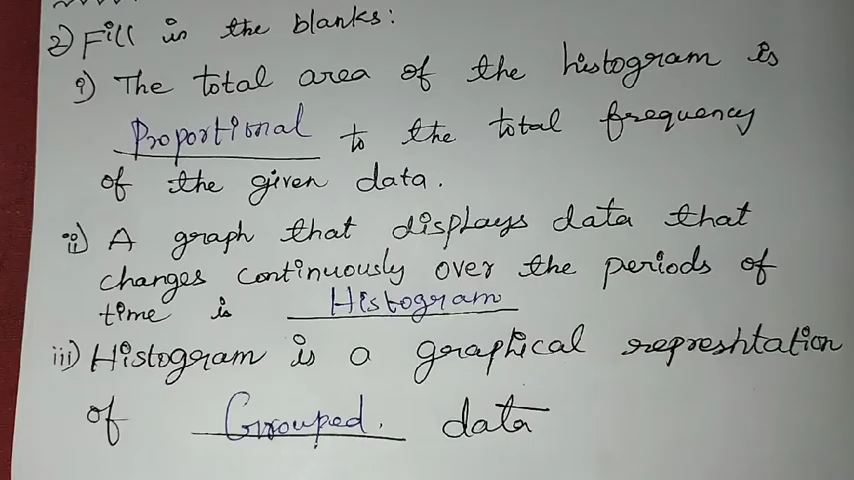 2) Fill in the blanks:
i) The total area of the histogram is
Proportional to the total frequency
of the given data.
ii) A graph that displays data that
changes continuously over the periods of
time is Histogram
iii) Histogram is a graphical represhtation
of Grouped. data